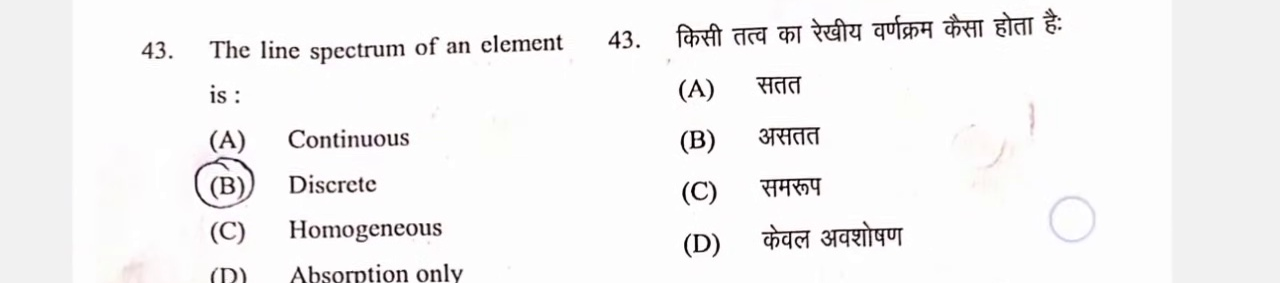 43. The line spectrum of an element
is :
(A) Continuous
(B) Discrete
(C) Homogeneous
(D) Absorption only
43. किसी तत्व का रेखीय वर्णक्रम कैसा होता है:
(A) सतत
(B) असतत
(C) समरूप
(D) केवल अवशोषण